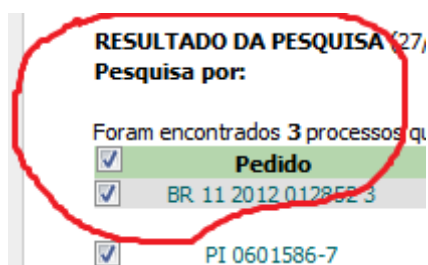 RESULTADO DA PESQUISA (27/
Pesquisa por:
Foram encontrados 3 processos qu
Pedido
BR 11 2012 012852 3
PI 0601586-7